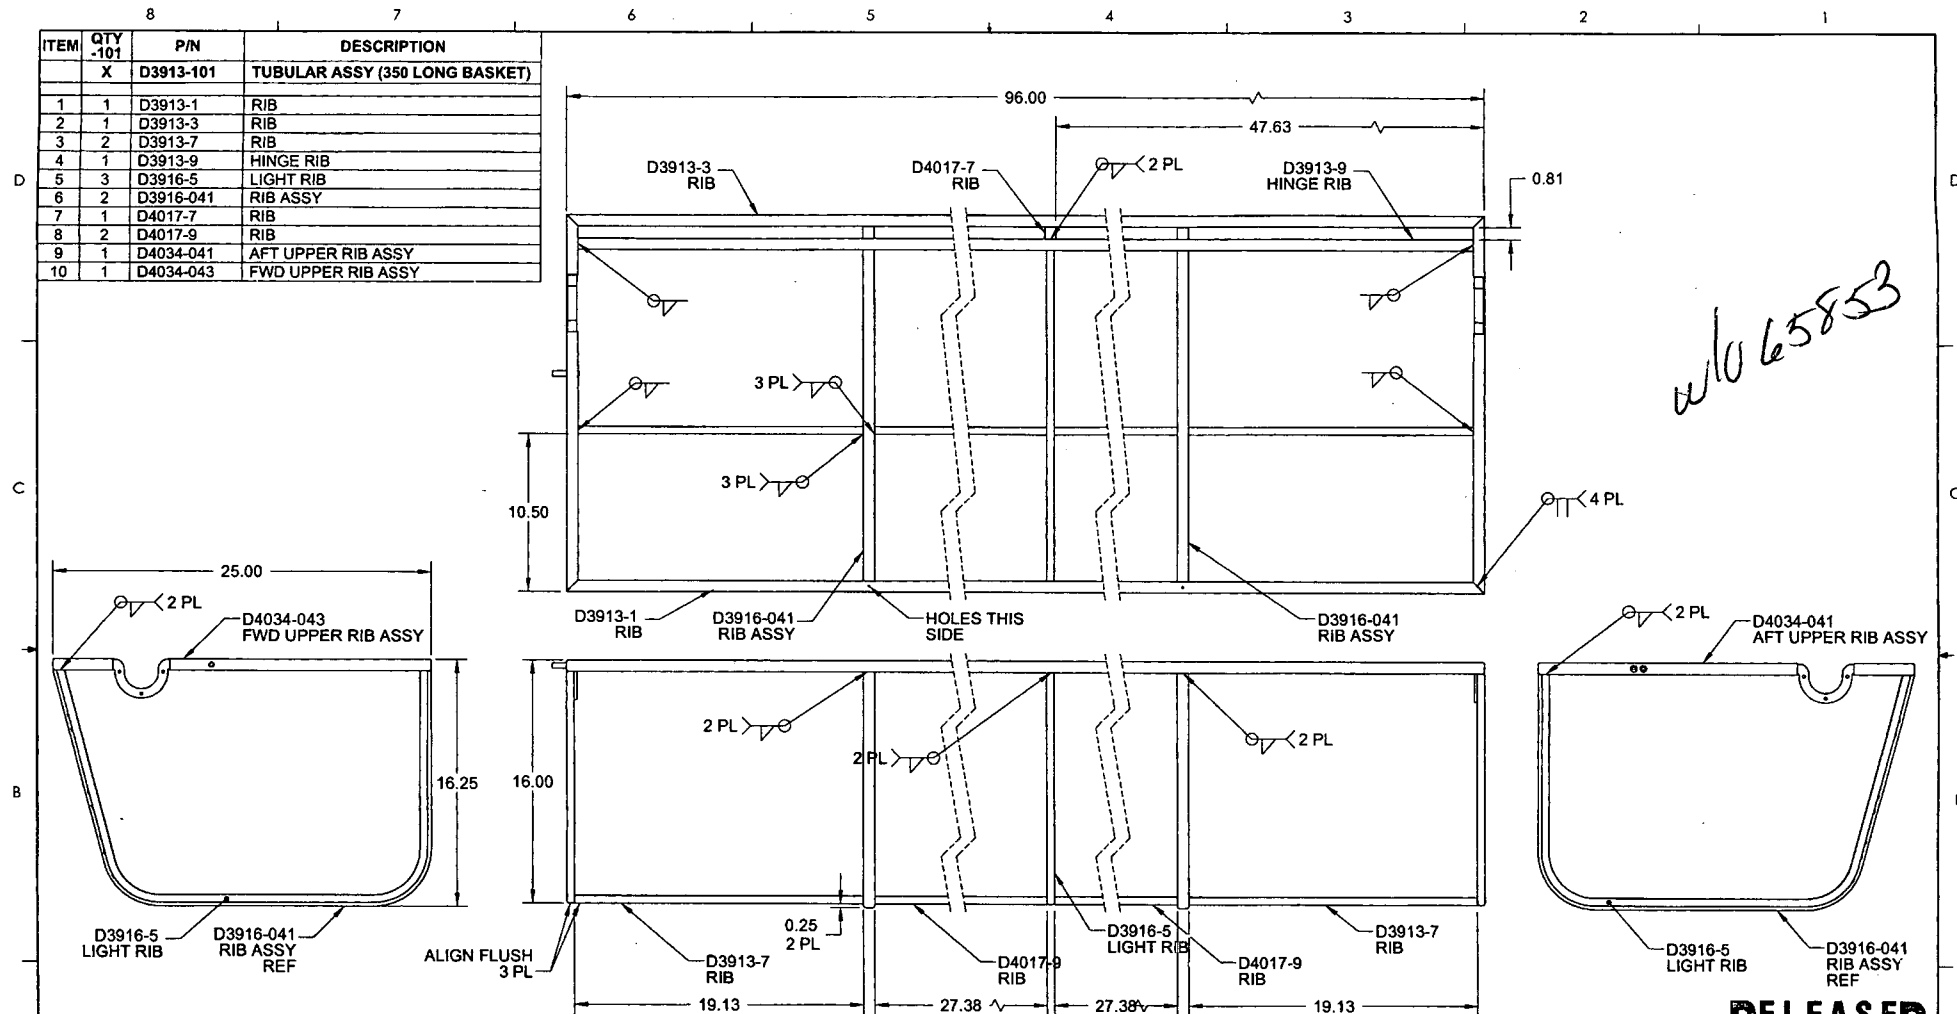 8 7 6 5 4 3 2 1
ITEM QTY -101 P/N DESCRIPTION
X D3913-101 TUBULAR ASSY (350 LONG BASKET)
1 1 D3913-1 RIB
2 1 D3913-3 RIB
3 2 D3913-7 RIB
4 1 D3913-9 HINGE RIB
5 3 D3916-5 LIGHT RIB
6 2 D3916-041 RIB ASSY
7 1 D4017-7 RIB
8 2 D4017-9 RIB
9 1 D4034-041 AFT UPPER RIB ASSY
10 1 D4034-043 FWD UPPER RIB ASSY
96.00
47.63
D3913-3
RIB
D4017-7
RIB
2 PL
D3913-9
HINGE RIB
0.81
D
D
w/o 65853
3 PL
3 PL
C
C
10.50
4 PL
D3913-1
RIB
D3916-041
RIB ASSY
HOLES THIS
SIDE
D3916-041
RIB ASSY
25.00
2 PL
D4034-043
FWD UPPER RIB ASSY
2 PL
D4034-041
AFT UPPER RIB ASSY
16.25
16.00
2 PL
2 PL
2 PL
B
D3916-5
LIGHT RIB
D3916-041
RIB ASSY
REF
ALIGN FLUSH
3 PL
D3913-7
RIB
0.25
2 PL
D4017-9
RIB
D3916-5
LIGHT RIB
D4017-9
RIB
D3913-7
RIB
D3916-5
LIGHT RIB
D3916-041
RIB ASSY
REF
19.13
27.38
27.38
19.13
RELEASED